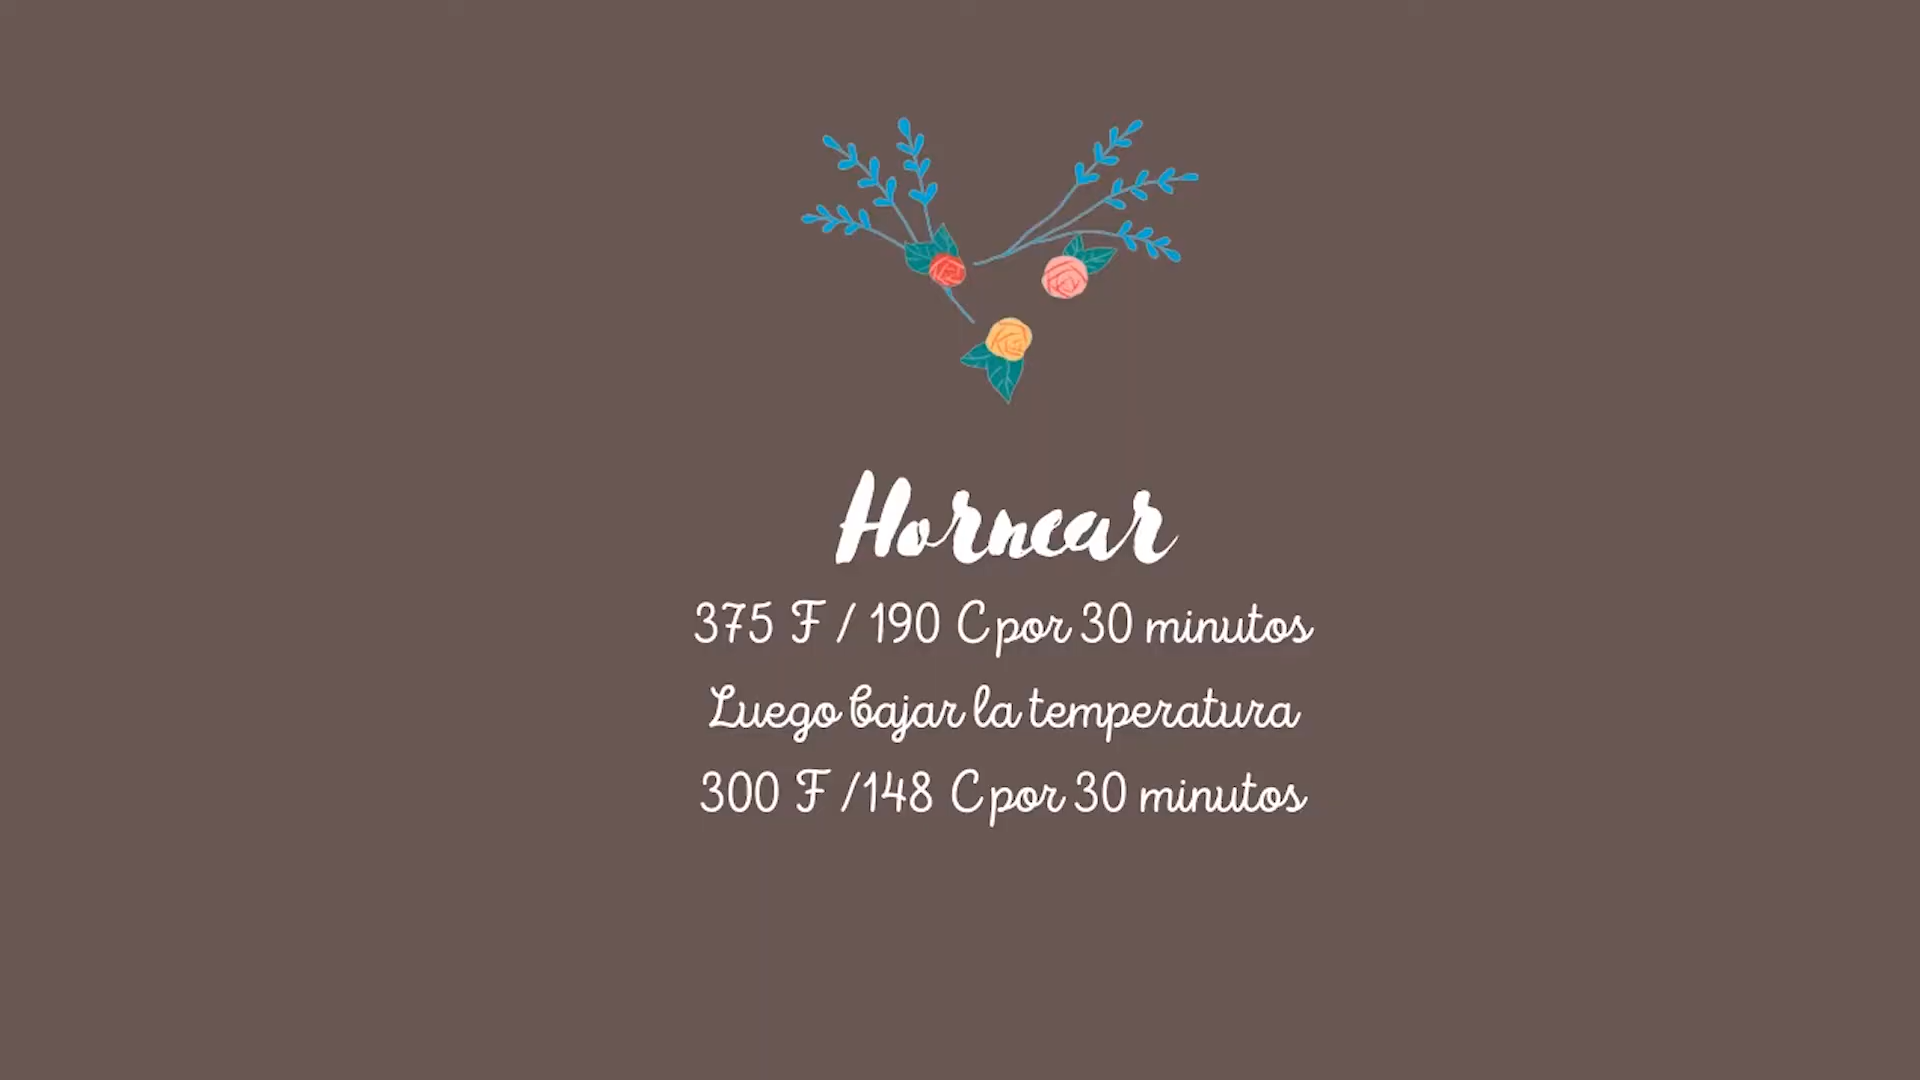 Hornear
375 F / 190 C por 30 minutos
Luego bajar la temperatura
300 F /148 C por 30 minutos